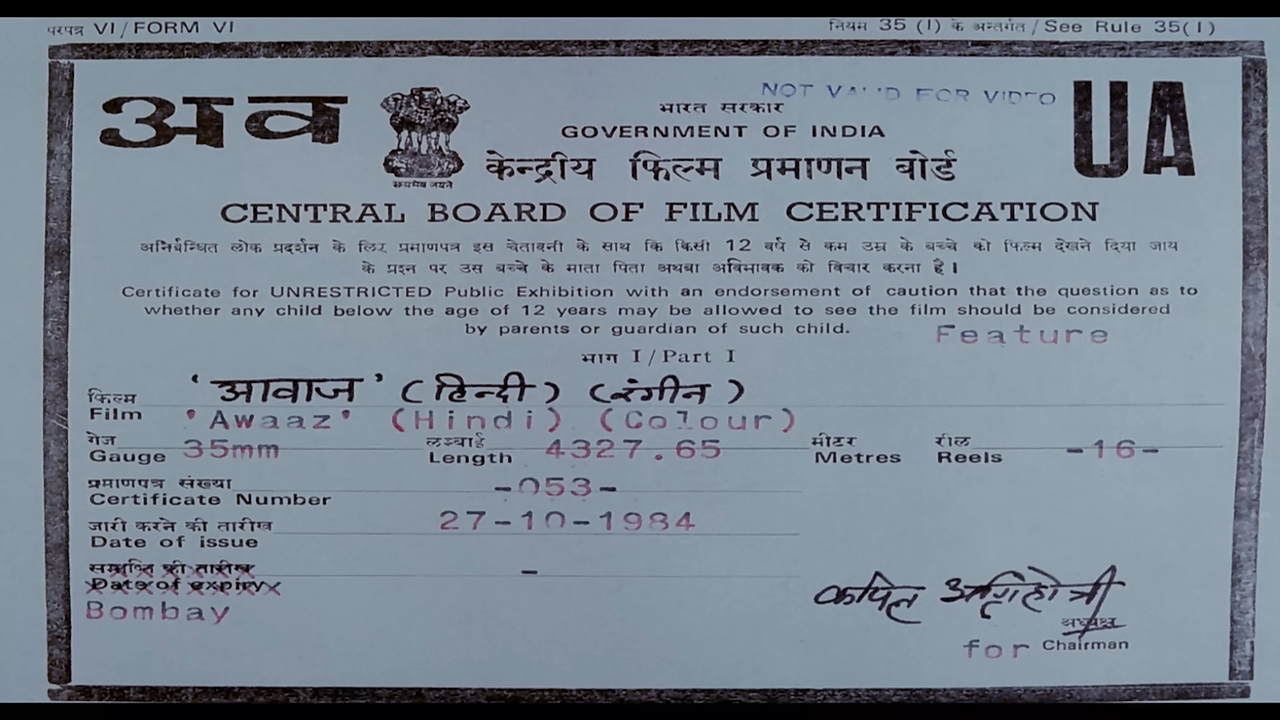 परपत्र VI/FORM VI
नियम 35 (I) के अन्तर्गत/See Rule 35(I)
NOT VALID FOR VIDEO
अव
भारत सरकार
UA
GOVERNMENT OF INDIA
केन्द्रीय फिल्म प्रमाणन बोर्ड
सत्यमेव जयते
CENTRAL BOARD OF FILM CERTIFICATION
अनिर्बन्धित लोक प्रदर्शन के लिए प्रमाणपत्र इस चेतावनी के साथ कि किसी 12 वर्ष से कम उम्र के बच्चे को फिल्म देखने दिया जाय
के प्रश्न पर उस बच्चे के माता पिता अथवा अविभावक को विचार करना है।
Certificate for UNRESTRICTED Public Exhibition with an endorsement of caution that the question as to
whether any child below the age of 12 years may be allowed to see the film should be considered
by parents or guardian of such child.
Feature
भाग I/Part I
फिल्म 'आवाज' (हिन्दी) (रंगीन)
Film 'Awaaz' (Hindi) (Colour)
गेज लम्बाई मीटर रील
Gauge 35mm Length 4327.65 Metres Reels -16-
प्रमाणपत्र संख्या
Certificate Number -053-
जारी करने की तारीख
Date of issue 27-10-1984
समाप्ति की तारीख
Date of expiry -
Bombay
कपिल अग्निहोत्री
अध्यक्ष
for Chairman